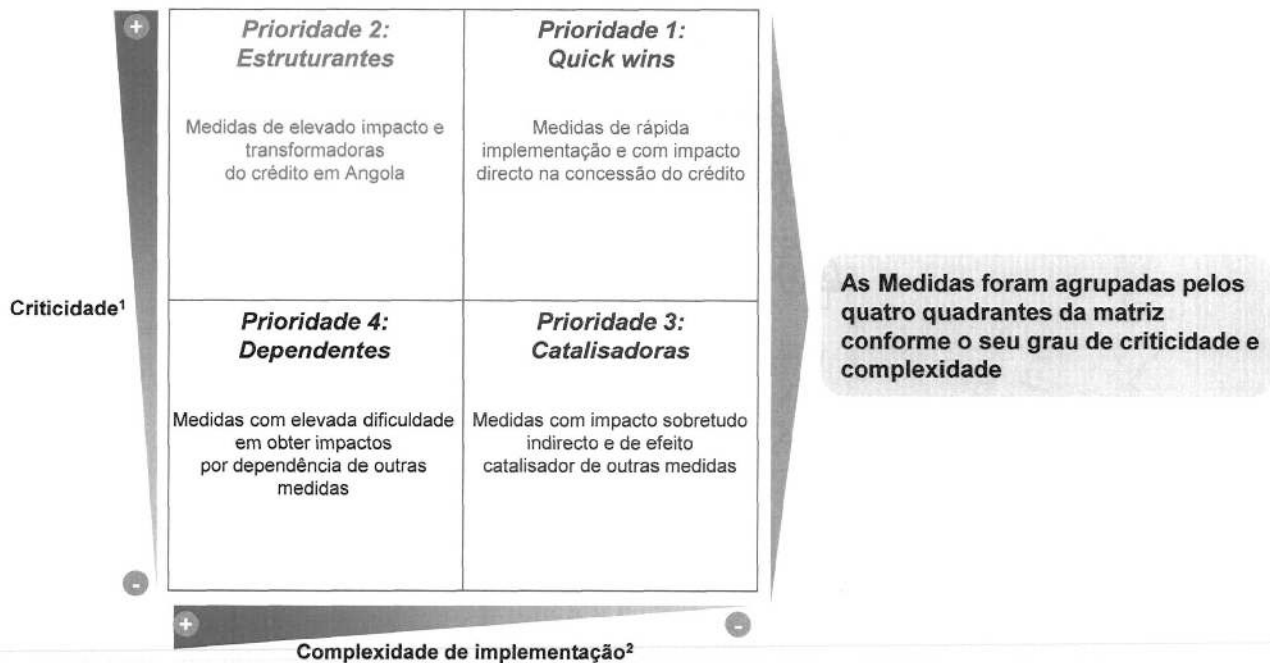 +
Prioridade 2:
Estruturantes
Medidas de elevado impacto e
transformadoras
do crédito em Angola
Prioridade 1:
Quick wins
Medidas de rápida
implementação e com impacto
directo na concessão do crédito
Criticidade¹
Prioridade 4:
Dependentes
Medidas com elevada dificuldade
em obter impactos
por dependência de outras
medidas
Prioridade 3:
Catalisadoras
Medidas com impacto sobretudo
indirecto e de efeito
catalisador de outras medidas
-
+
-
Complexidade de implementação²
As Medidas foram agrupadas pelos
quatro quadrantes da matriz
conforme o seu grau de criticidade e
complexidade